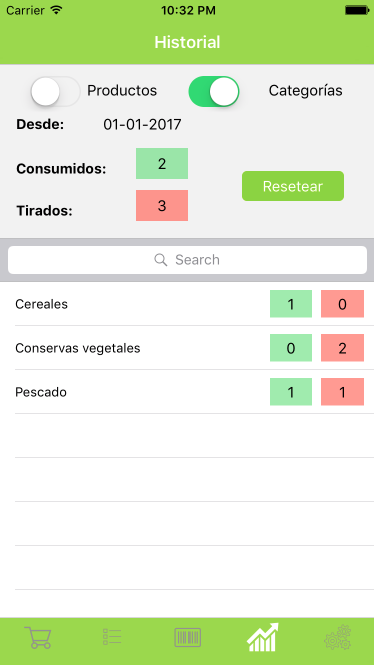 Carrier 10:32 PM
Historial
Productos Categorías
Desde: 01-01-2017
Consumidos: 2
Resetear
Tirados: 3
Search
Cereales 1 0
Conservas vegetales 0 2
Pescado 1 1